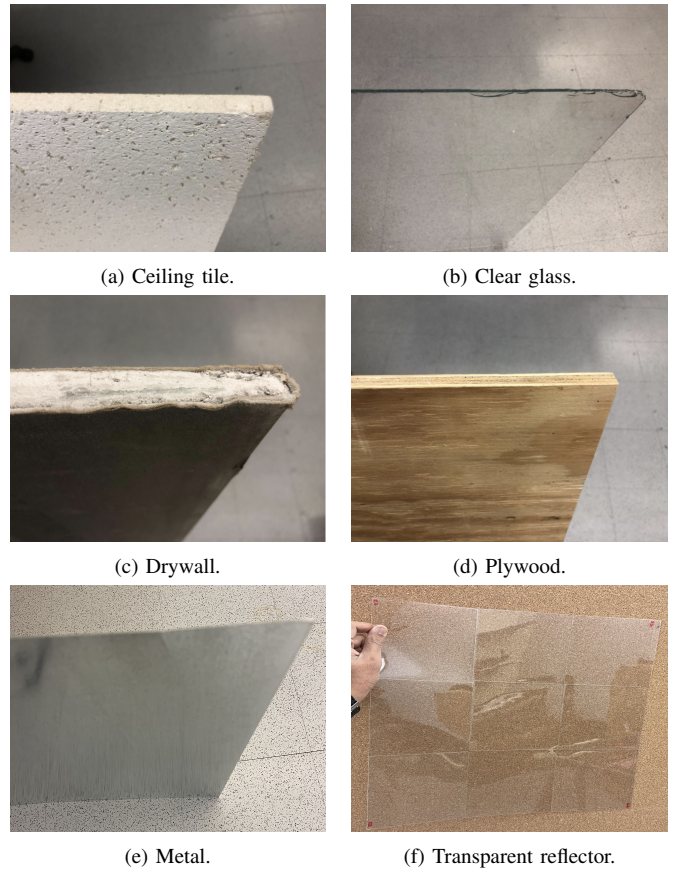 (a) Ceiling tile.
(b) Clear glass.
(c) Drywall.
(d) Plywood.
(e) Metal.
(f) Transparent reflector.